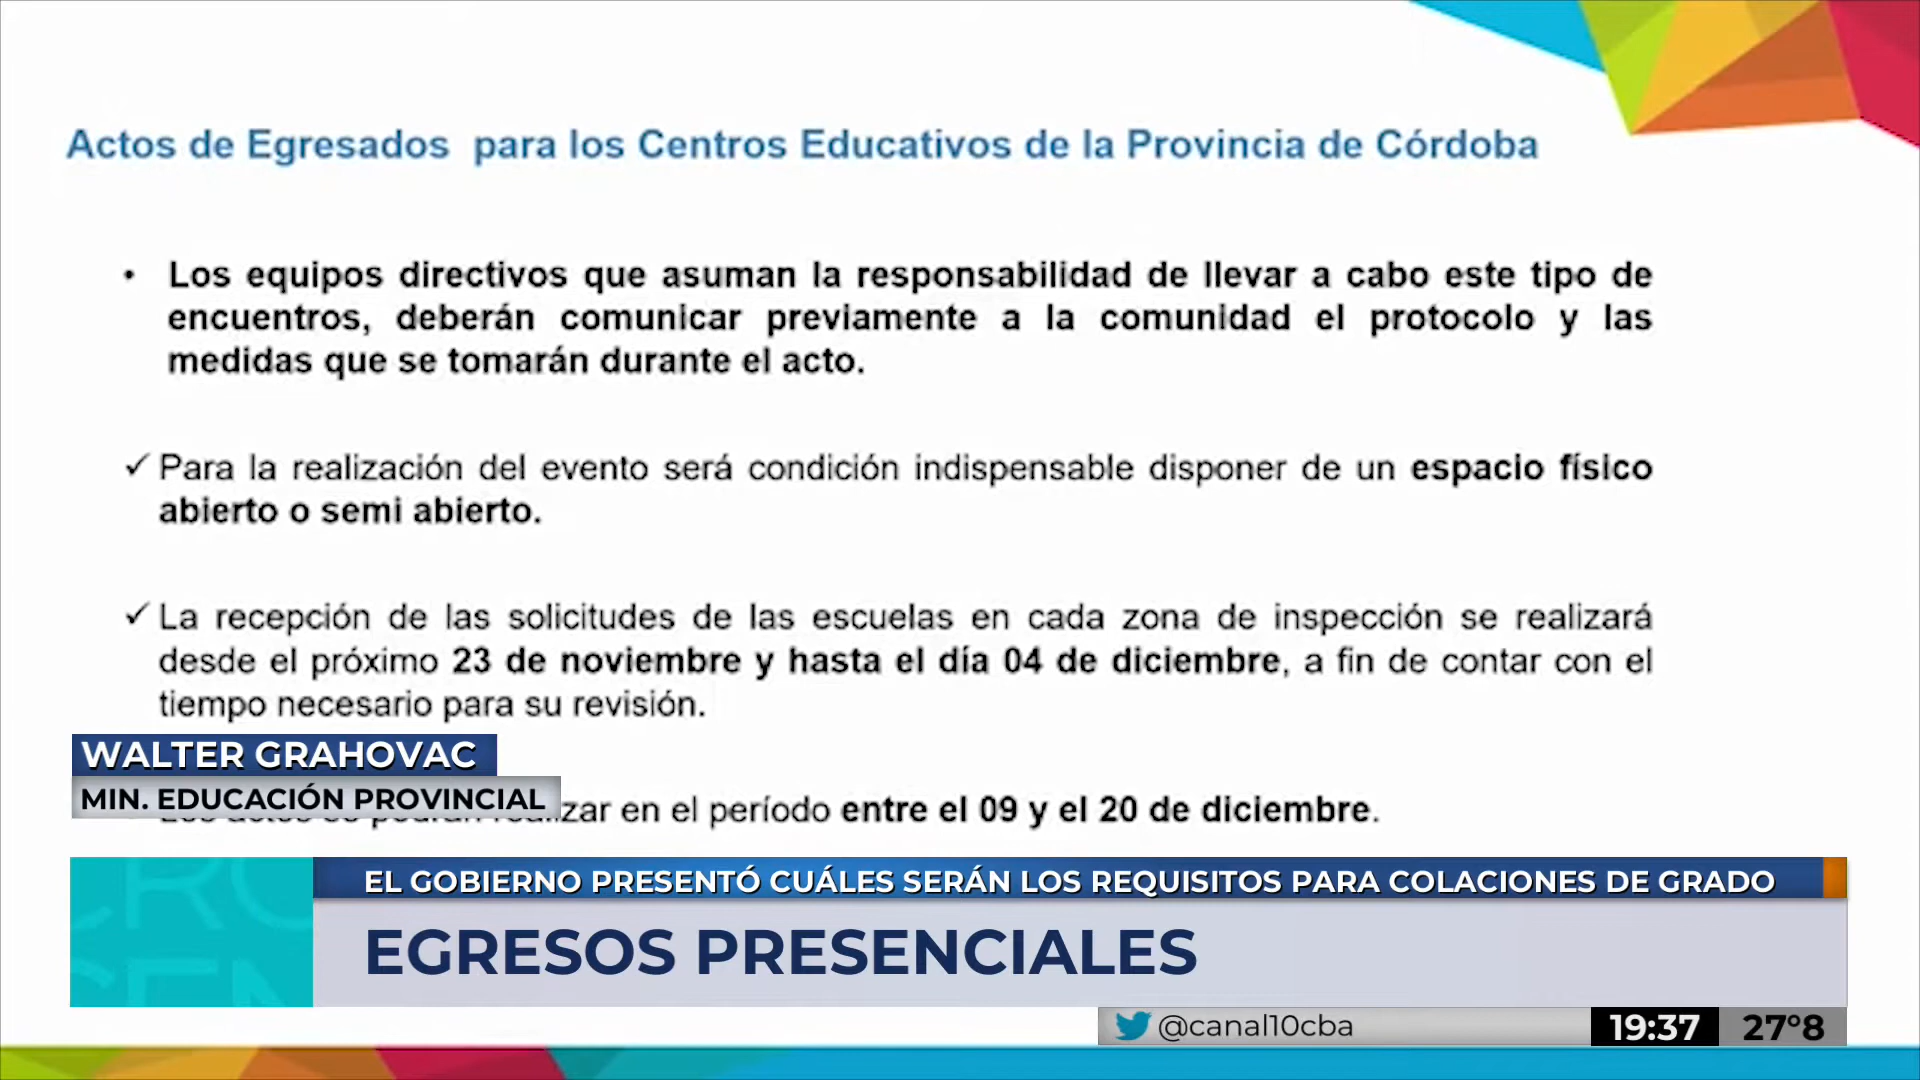 Actos de Egresados para los Centros Educativos de la Provincia de Córdoba
• Los equipos directivos que asuman la responsabilidad de llevar a cabo este tipo de
encuentros, deberán comunicar previamente a la comunidad el protocolo y las
medidas que se tomarán durante el acto.
✓ Para la realización del evento será condición indispensable disponer de un espacio físico
abierto o semi abierto.
✓ La recepción de las solicitudes de las escuelas en cada zona de inspección se realizará
desde el próximo 23 de noviembre y hasta el día 04 de diciembre, a fin de contar con el
tiempo necesario para su revisión.
WALTER GRAHOVAC
MIN. EDUCACIÓN PROVINCIAL
en el período entre el 09 y el 20 de diciembre.
EL GOBIERNO PRESENTÓ CUÁLES SERÁN LOS REQUISITOS PARA COLACIONES DE GRADO
EGRESOS PRESENCIALES
@canal10cba
19:37
27°8